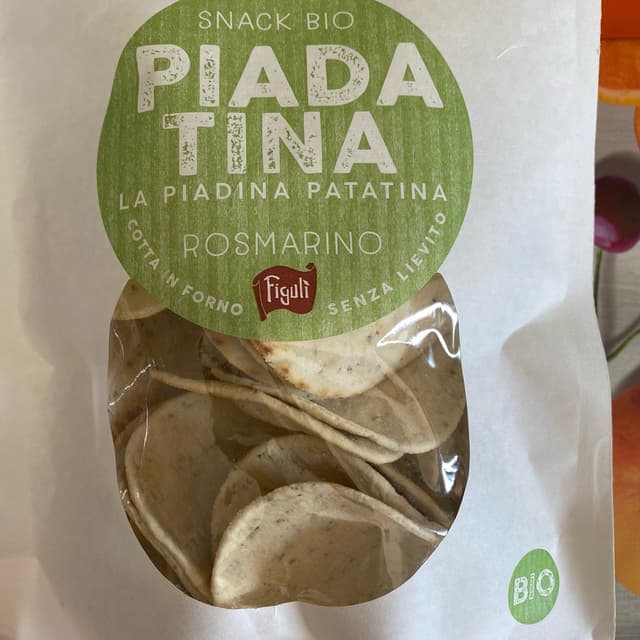 SNACK BIO
PIADA
TINA
LA PIADINA PATATINA
ROSMARINO
COTTA IN FORNO
SENZA LIEVITO
Figulì
BIO